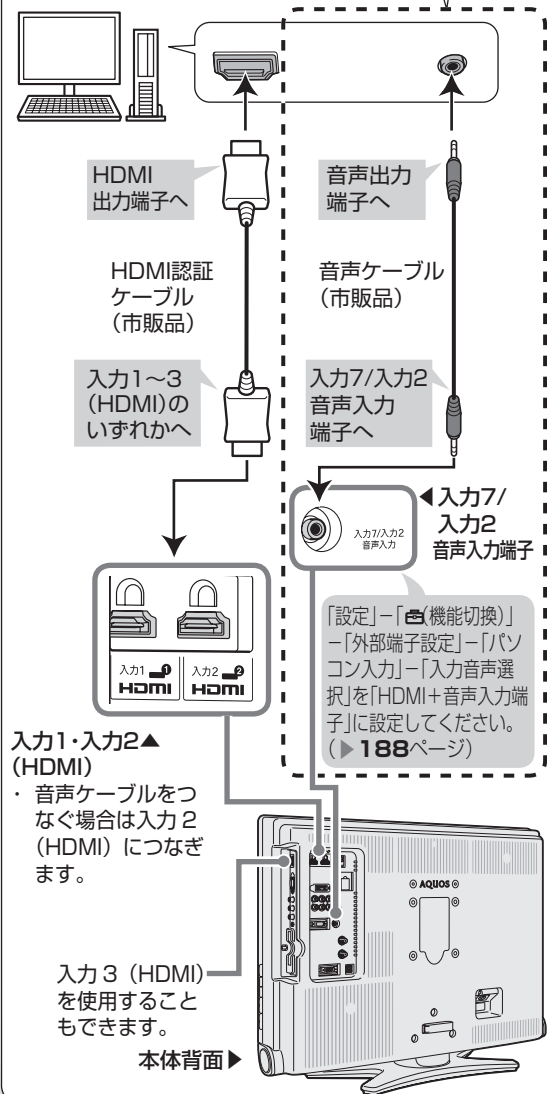 HDMI
出力端子へ
音声出力
端子へ
HDMI認証
ケーブル
（市販品）
音声ケーブル
（市販品）
入力1～3
（HDMI）の
いずれかへ
入力7/入力2
音声入力
端子へ
入力7/入力2
音声入力
◀入力7/
入力2
音声入力端子
「設定」－「（機能切換）」
－「外部端子設定」－「パソ
コン入力」－「入力音声選
択」を「HDMI＋音声入力端
子」に設定してください。
（▶188ページ）
入力1 1
HDMI
入力2 2
HDMI
入力1・入力2▲
（HDMI）
・ 音声ケーブルをつ
なぐ場合は入力 2
（HDMI）につなぎ
ます。
AQUOS
入力 3（HDMI）
を使用すること
もできます。
本体背面▶